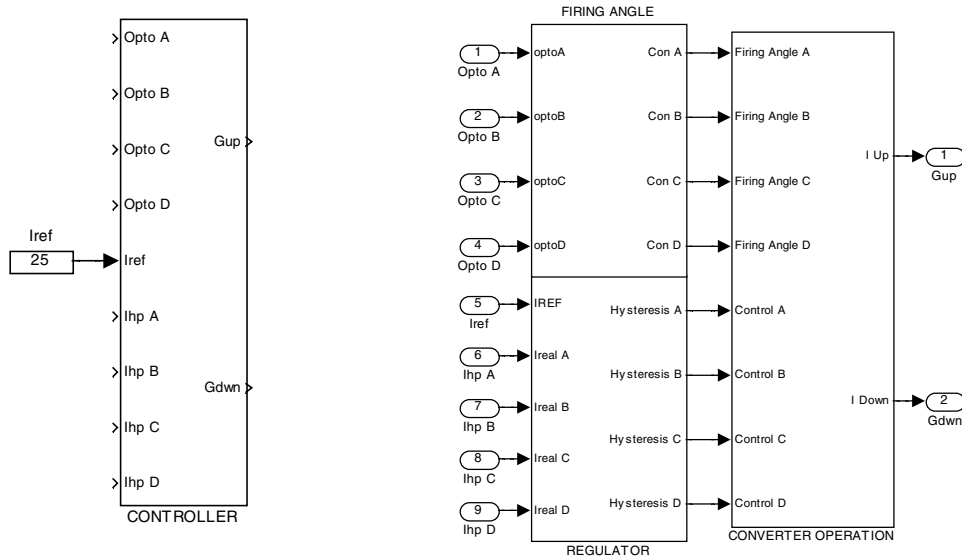 Opto A
Opto B
Opto C
Opto D
Iref
25
Iref
Ihp A
Ihp B
Ihp C
Ihp D
Gup
Gdwn
CONTROLLER
FIRING ANGLE
1
Opto A
optoA
Con A
Firing Angle A
2
Opto B
optoB
Con B
Firing Angle B
3
Opto C
optoC
Con C
Firing Angle C
4
Opto D
optoD
Con D
Firing Angle D
I Up
1
Gup
5
Iref
IREF
Hysteresis A
Control A
6
Ihp A
Ireal A
Hysteresis B
Control B
7
Ihp B
Ireal B
I Down
2
Gdwn
8
Ihp C
Ireal C
Hysteresis C
Control C
9
Ihp D
Ireal D
Hysteresis D
Control D
REGULATOR
CONVERTER OPERATION